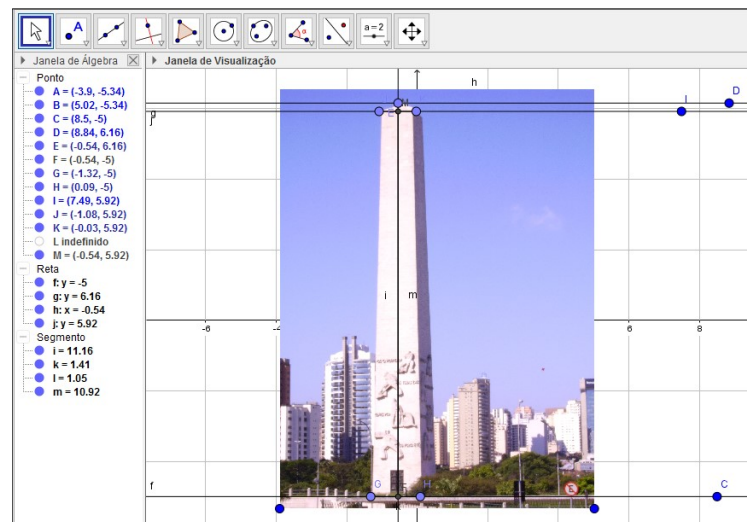 A
α
a = 2
Janela de Álgebra
Janela de Visualização
Ponto
A = (-3.9, -5.34)
B = (5.02, -5.34)
C = (8.5, -5)
D = (8.84, 6.16)
E = (-0.54, 6.16)
F = (-0.54, -5)
G = (-1.32, -5)
H = (0.09, -5)
I = (7.49, 5.92)
J = (-1.08, 5.92)
K = (-0.03, 5.92)
L indefinido
M = (-0.54, 5.92)
Reta
f: y = -5
g: y = 6.16
h: x = -0.54
j: y = 5.92
Segmento
i = 11.16
k = 1.41
l = 1.05
m = 10.92
h
D
I
g
j
i
m
-6
-4
6
8
f
G
H
C
E